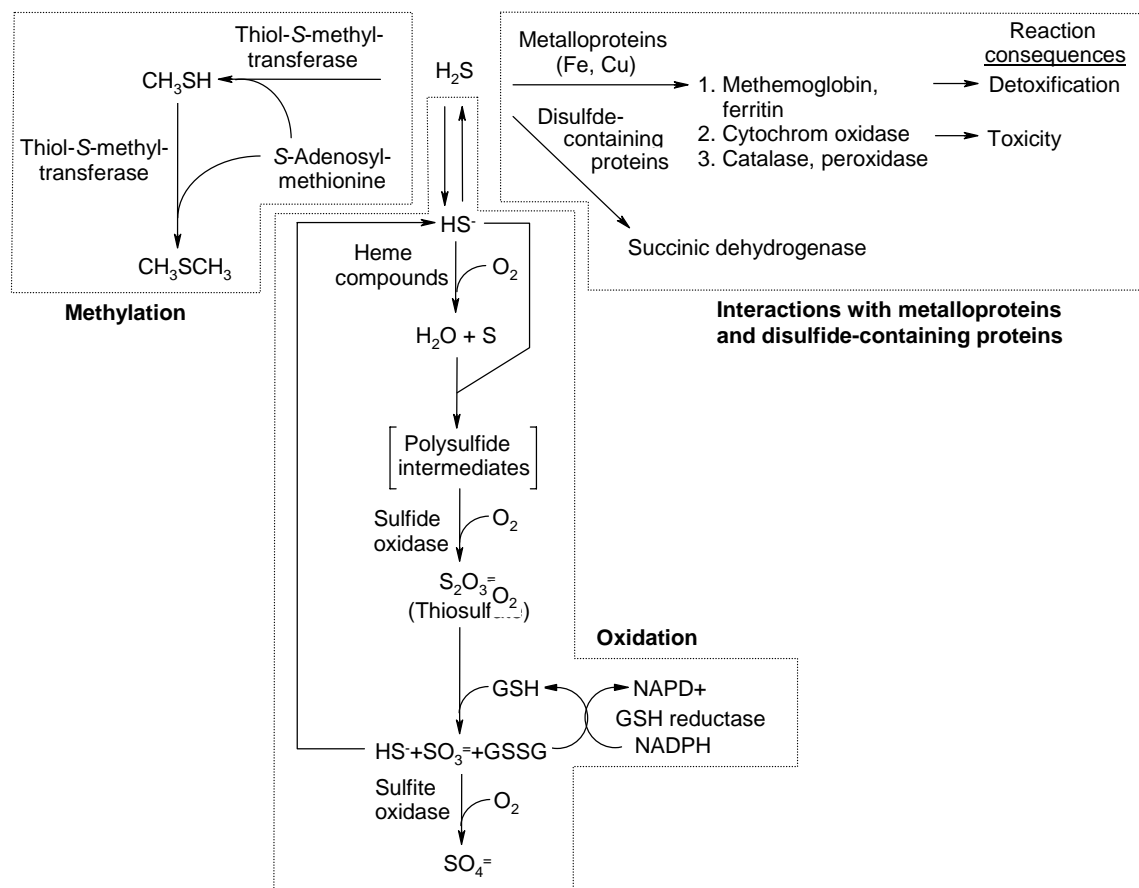 Thiol-S-methyl-
transferase
CH₃SH
Thiol-S-methyl-
transferase
S-Adenosyl-
methionine
CH₃SCH₃
Methylation
H₂S
Metalloproteins
(Fe, Cu)
Disulfde-
containing
proteins
1. Methemoglobin,
ferritin
2. Cytochrom oxidase
3. Catalase, peroxidase
Reaction
consequences
Detoxification
Toxicity
Succinic dehydrogenase
Interactions with metalloproteins
and disulfide-containing proteins
HS⁻
Heme
compounds
O₂
H₂O + S
Polysulfide
intermediates
Sulfide
oxidase
O₂
S₂O₃⁼
O₂
Oxidation
GSH
NAPD+
GSH reductase
NADPH
HS⁻+SO₃⁼+GSSG
Sulfite
oxidase
O₂
SO₄⁼